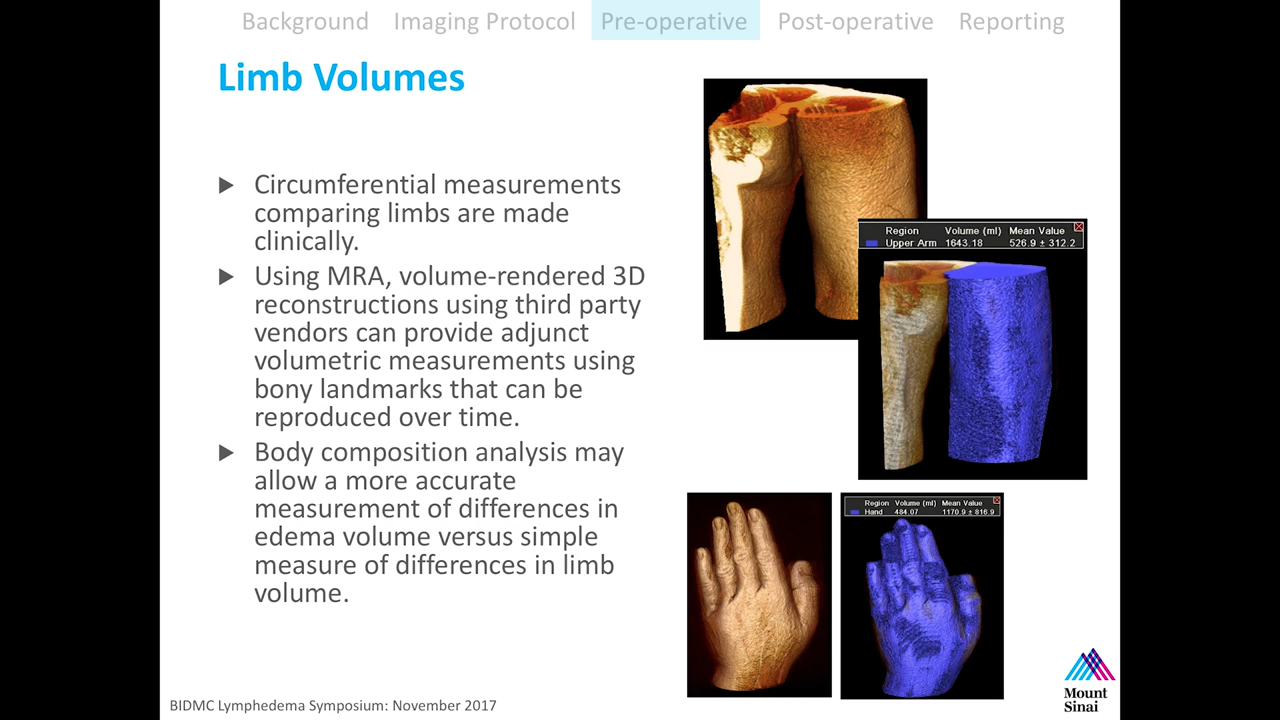 Background Imaging Protocol Pre-operative Post-operative Reporting
Limb Volumes
▶ Circumferential measurements
comparing limbs are made
clinically.
▶ Using MRA, volume-rendered 3D
reconstructions using third party
vendors can provide adjunct
volumetric measurements using
bony landmarks that can be
reproduced over time.
▶ Body composition analysis may
allow a more accurate
measurement of differences in
edema volume versus simple
measure of differences in limb
volume.
Region Volume (ml) Mean Value
Upper Arm 1643.18 526.9 ± 312.2
Region Volume (ml) Mean Value
Hand 484.07 1170.9 ± 816.9
Mount
Sinai
BIDMC Lymphedema Symposium: November 2017